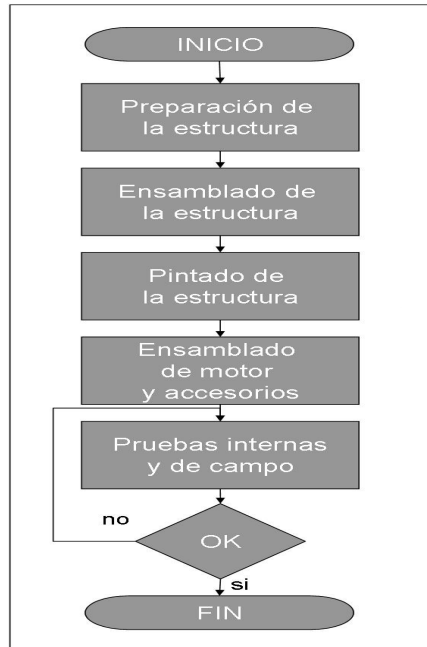 INICIO
Preparación de
la estructura
Ensamblado de
la estructura
Pintado de
la estructura
Ensamblado
de motor
y accesorios
Pruebas internas
y de campo
no
OK
si
FIN